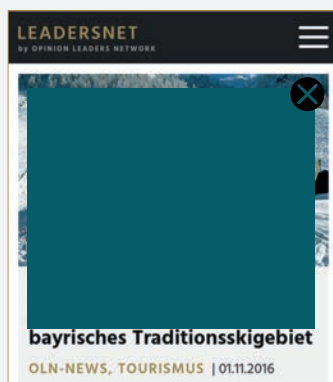 LEADERSNET
by OPINION LEADERS NETWORK
bayrisches Traditionsskigebiet
OLN-NEWS, TOURISMUS | 01.11.2016